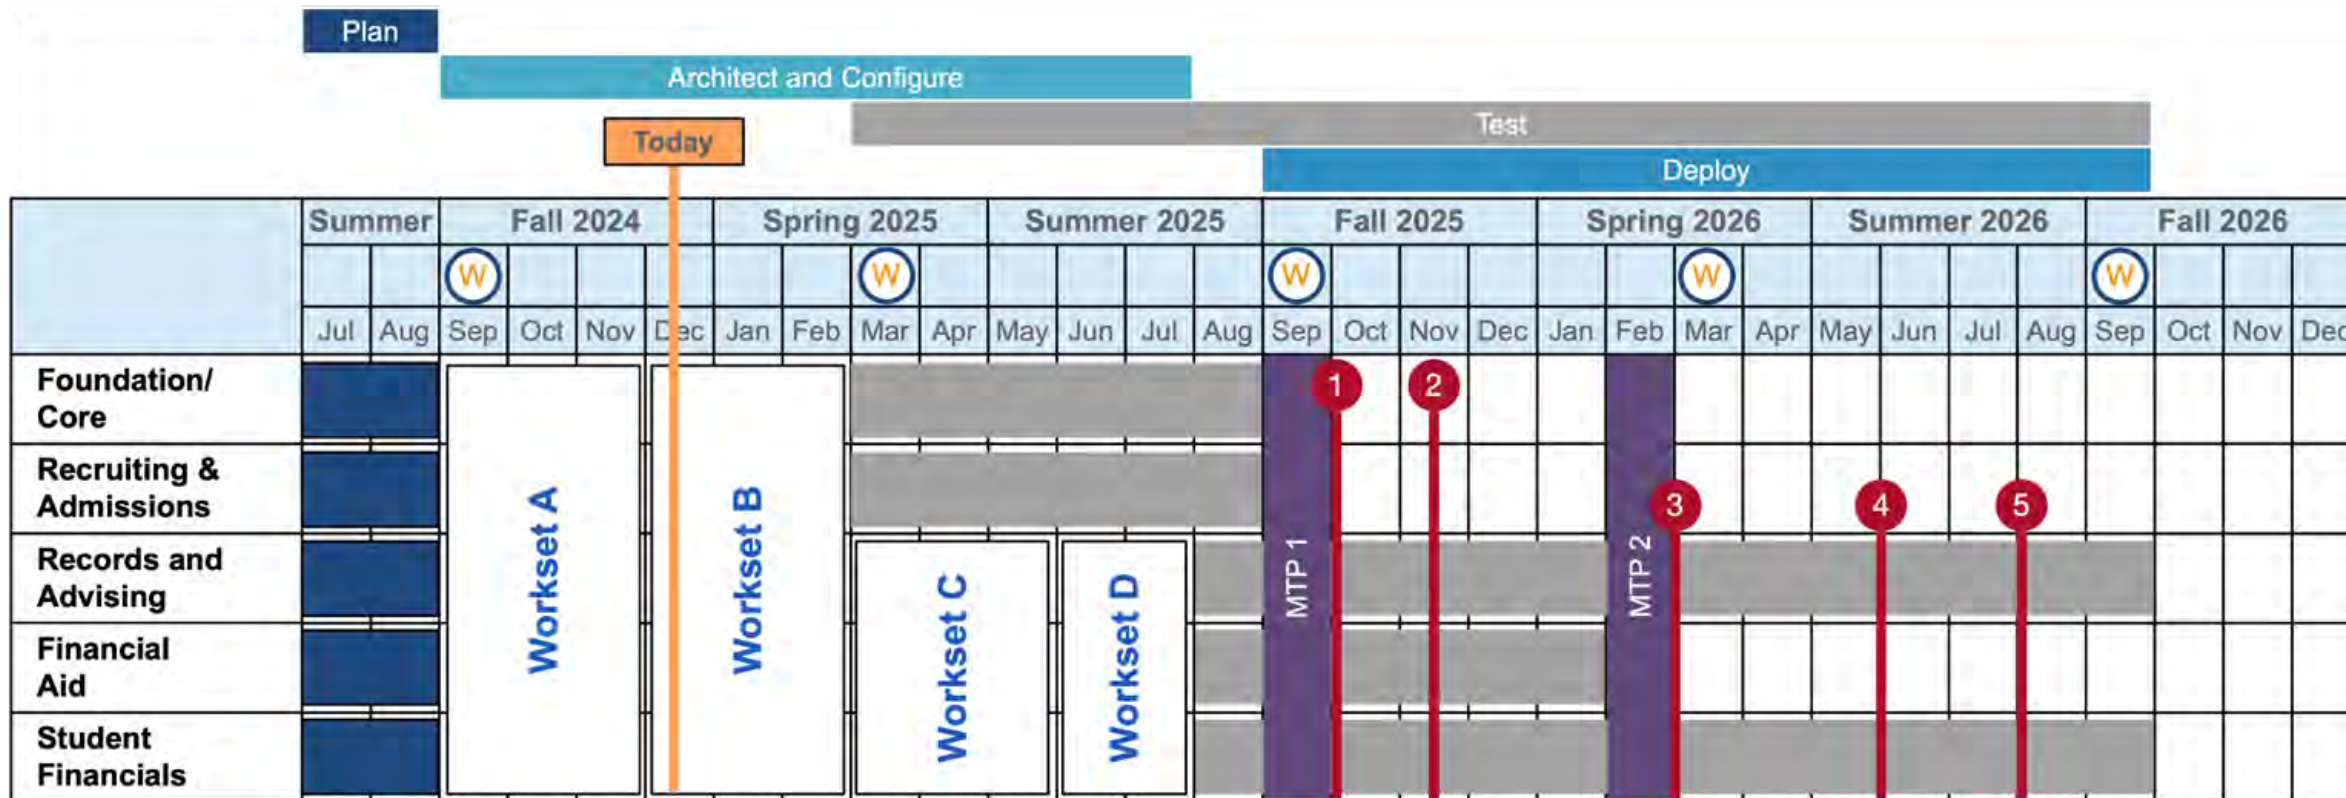 Plan
Architect and Configure
Test
Today
Deploy
Summer Fall 2024 Spring 2025 Summer 2025 Fall 2025 Spring 2026 Summer 2026 Fall 2026
W W W W W
Jul Aug Sep Oct Nov Dec Jan Feb Mar Apr May Jun Jul Aug Sep Oct Nov Dec Jan Feb Mar Apr May Jun Jul Aug Sep Oct Nov Dec
Foundation/
Core
1 2
Recruiting &
Admissions
3 4 5
Records and
Advising
Financial
Aid
Student
Financials
Workset A
Workset B
Workset C
Workset D
MTP 1
MTP 2